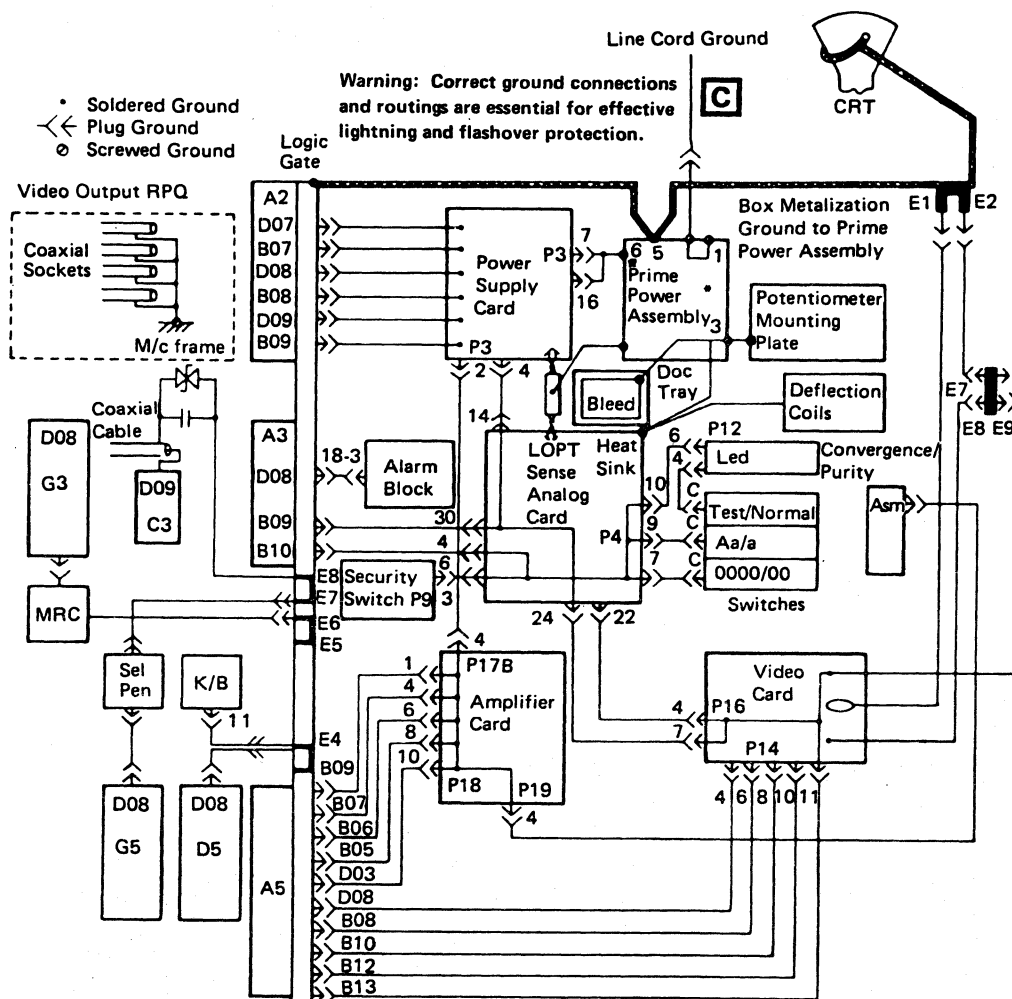 Line Cord Ground
C
CRT
Warning: Correct ground connections
and routings are essential for effective
lightning and flashover protection.
Soldered Ground
Plug Ground
Screwed Ground
Logic
Gate
Video Output RPQ
Coaxial
Sockets
M/c frame
A2
D07
B07
D08
B08
D09
B09
Power
Supply
Card
P3
P3
2
4
7
16
6
5
1
Prime
Power
Assembly
3
Box Metalization
Ground to Prime
Power Assembly
E1
E2
Potentiometer
Mounting
Plate
Doc
Tray
Bleed
Deflection
Coils
E7
E8
E9
Coaxial
Cable
D08
G3
D09
C3
A3
D08
B09
B10
18-3
Alarm
Block
14
30
4
6
3
LOPT
Sense
Analog
Card
Heat
Sink
P4
10
9
7
6
4
P12
Led
Convergence/
Purity
C
Test/Normal
C
Aa/a
C
0000/00
Switches
Asm
Security
Switch P9
E8
E7
E6
E5
MRC
Sel
Pen
K/B
11
E4
B09
24
22
4
1
4
6
8
10
P17B
Amplifier
Card
P18
P19
4
Video
Card
4
7
P16
P14
4
6
8
10
11
D08
G5
D08
D5
A5
B07
B06
B05
D03
D08
B08
B10
B12
B13